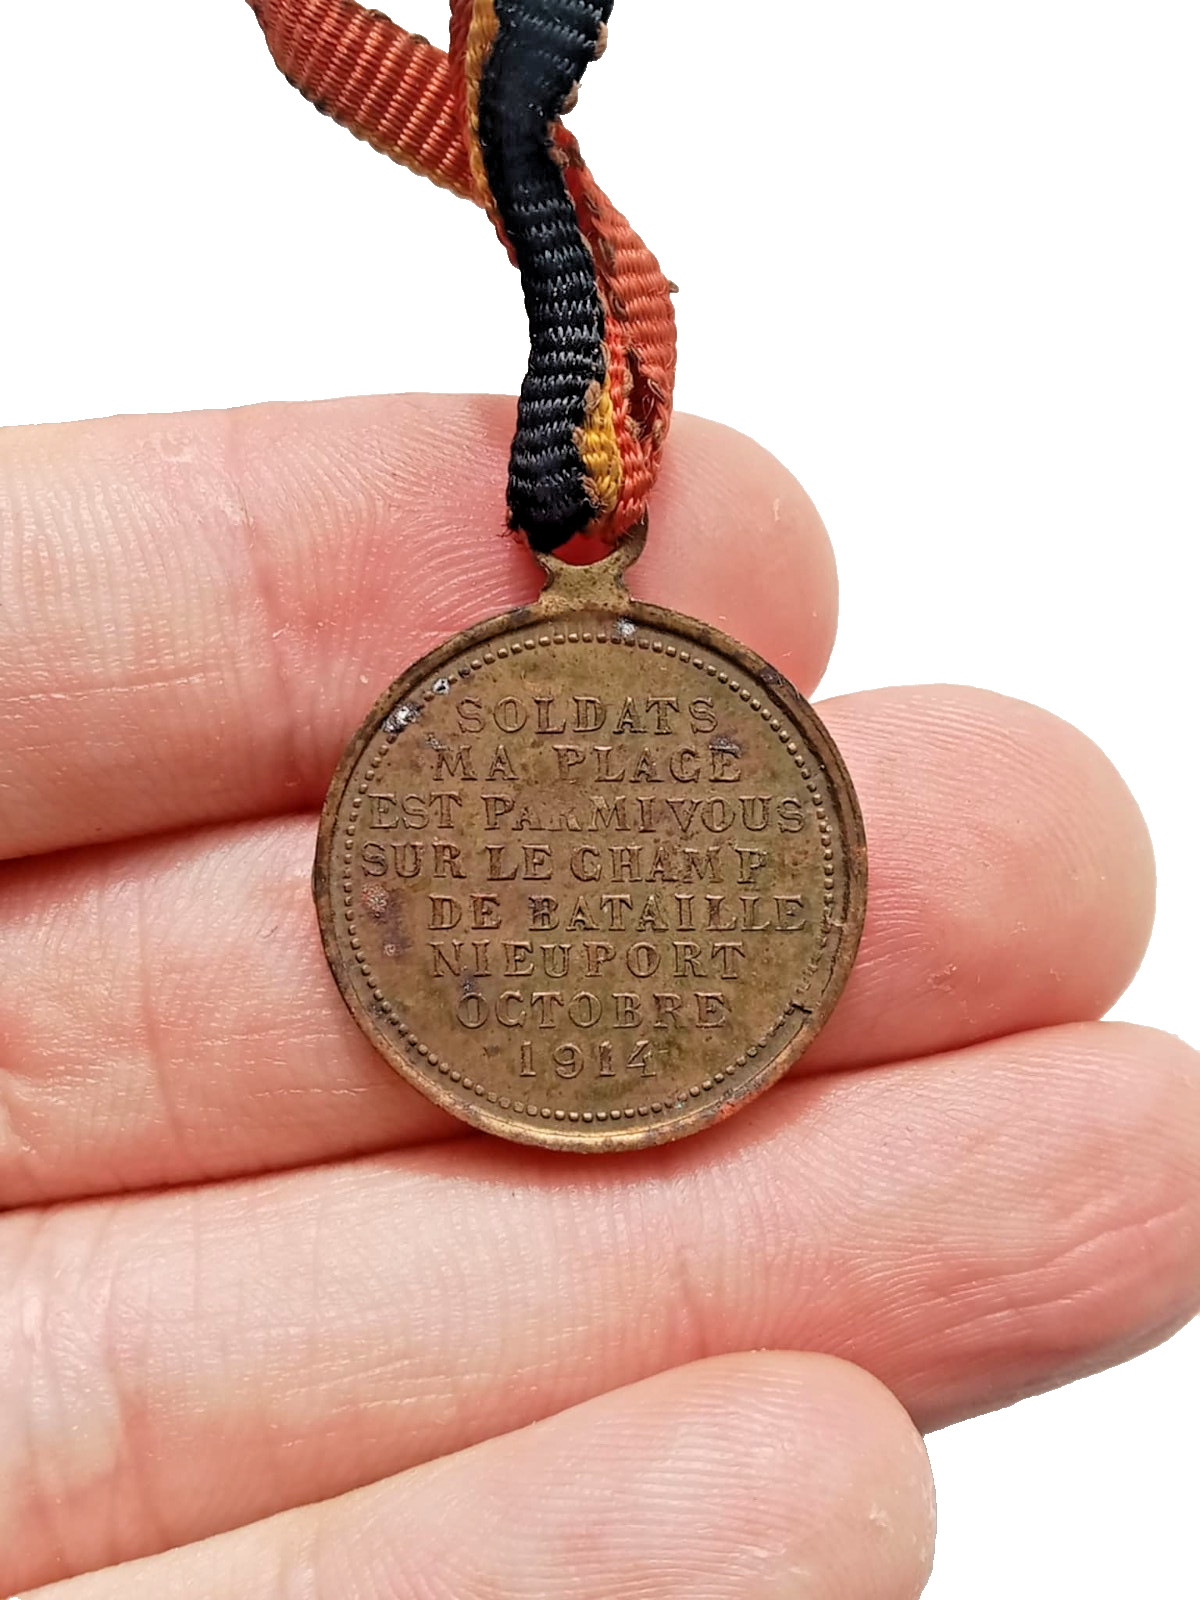 SOLDATS
MA PLACE
EST PARMI VOUS
SUR LE CHAMP
DE BATAILLE
NIEUPORT
OCTOBRE
1914